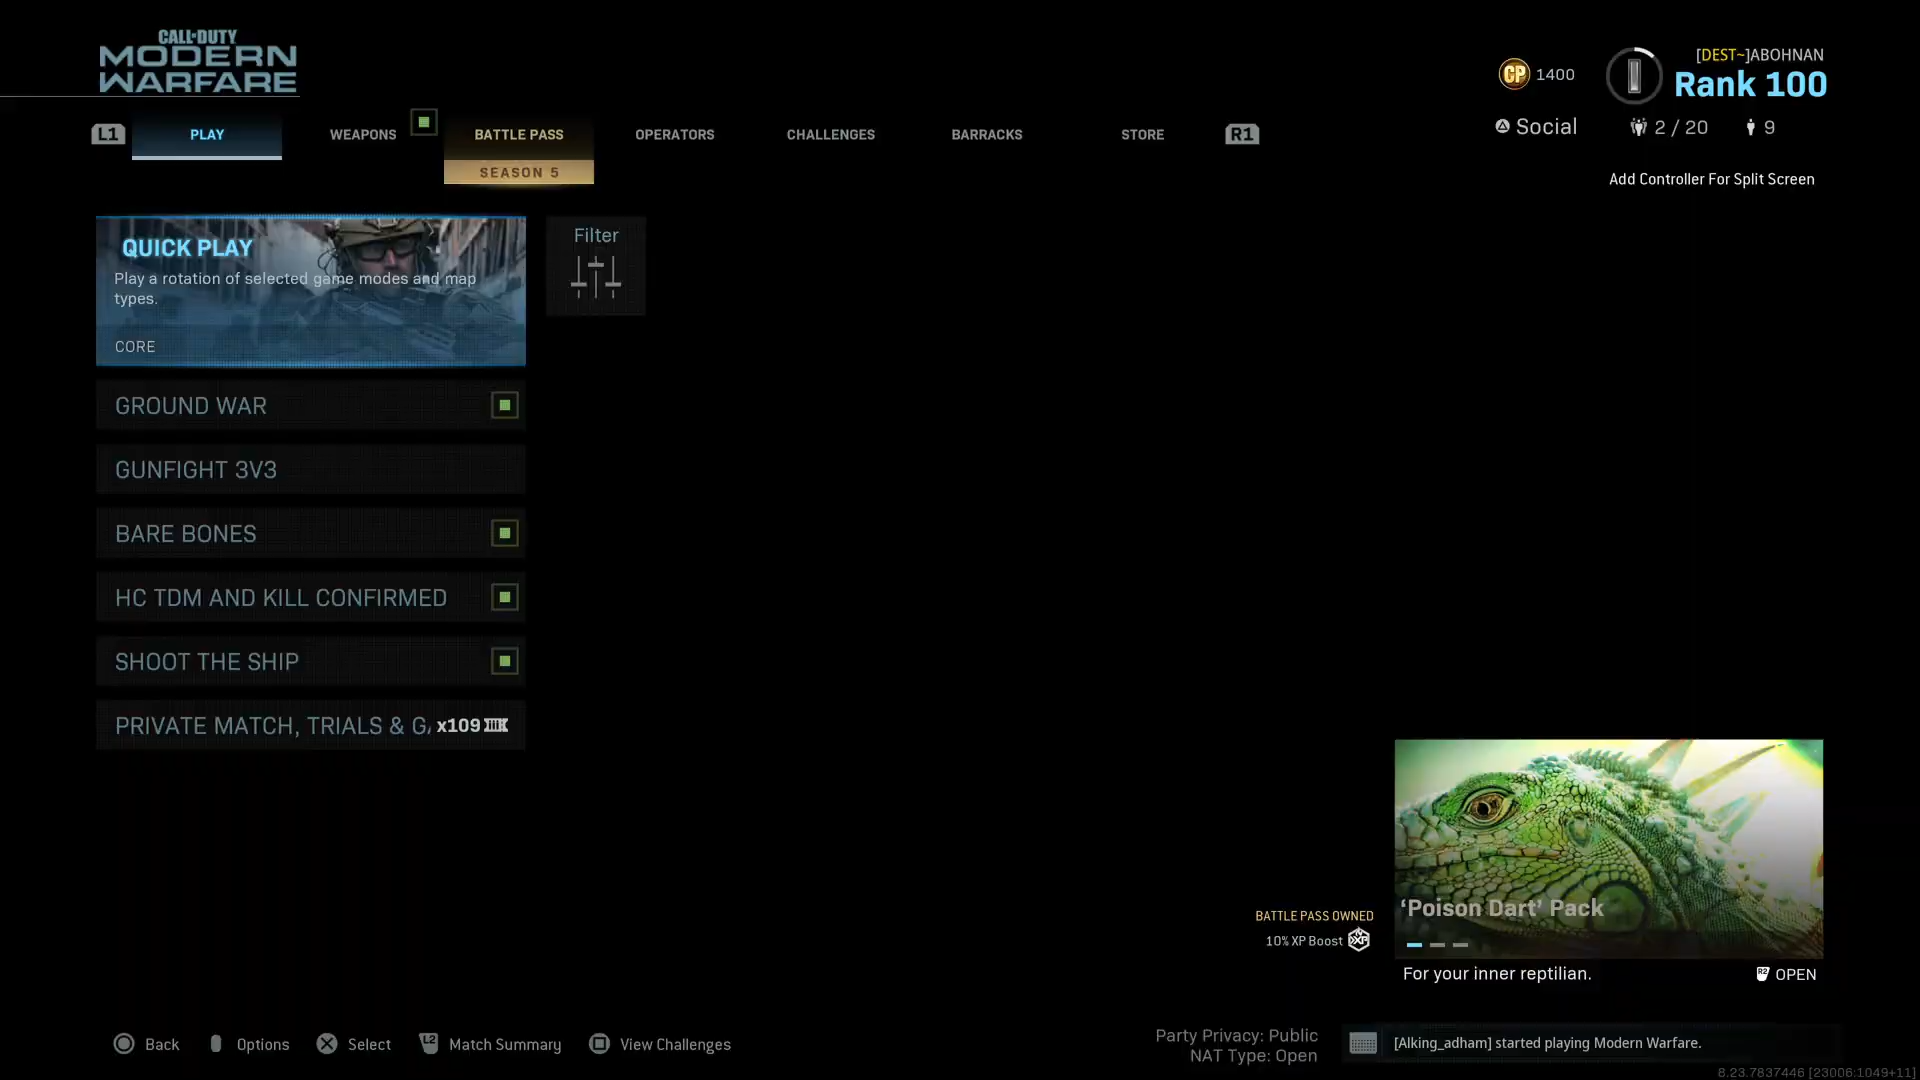 CALL OF DUTY
MODERN
WARFARE
CP 1400
[DEST~]ABOHNAN
Rank 100
L1
PLAY
WEAPONS
BATTLE PASS
OPERATORS
CHALLENGES
BARRACKS
STORE
R1
SEASON 5
Social
2 / 20
9
Add Controller For Split Screen
QUICK PLAY
Play a rotation of selected game modes and map
types.
CORE
Filter
GROUND WAR
GUNFIGHT 3V3
BARE BONES
HC TDM AND KILL CONFIRMED
SHOOT THE SHIP
PRIVATE MATCH, TRIALS & GA x109
BATTLE PASS OWNED
10% XP Boost
‘Poison Dart’ Pack
For your inner reptilian.
R2 OPEN
Back
Options
Select
L2 Match Summary
View Challenges
Party Privacy: Public
NAT Type: Open
[Alking_adham] started playing Modern Warfare.
8.23.7837446 [23006:1049+11]